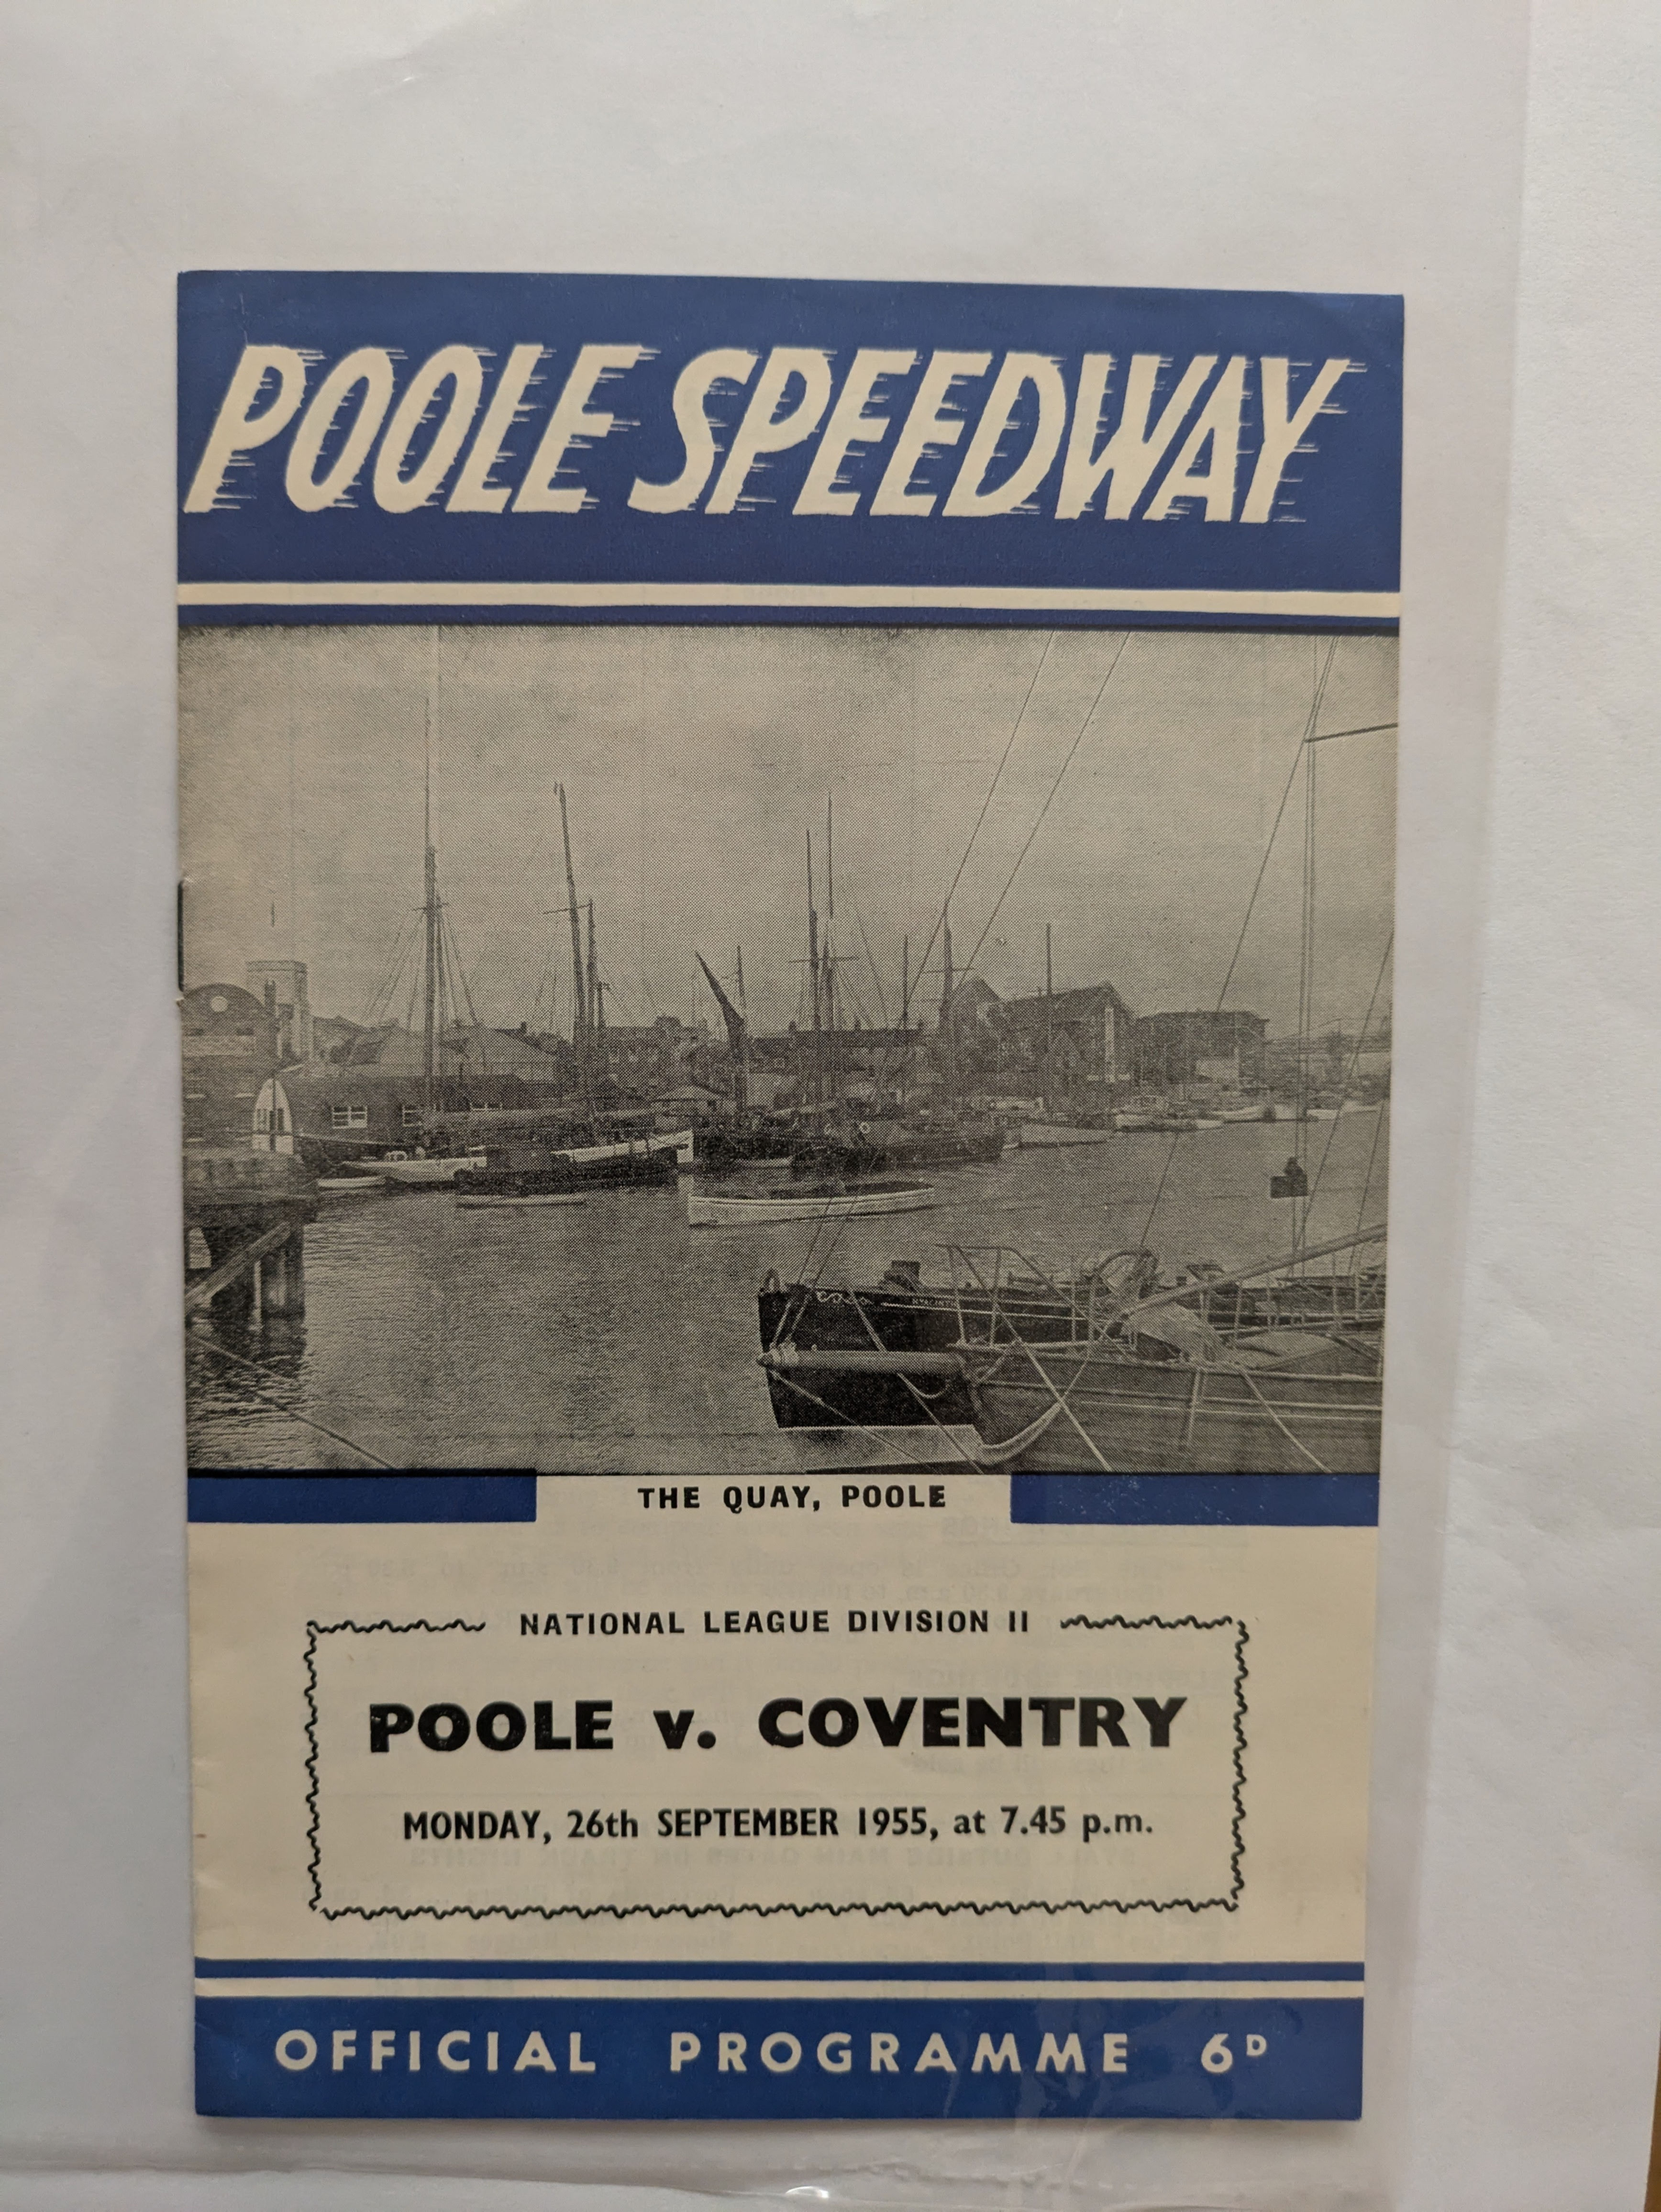 POOLE SPEEDWAY
THE QUAY, POOLE
NATIONAL LEAGUE DIVISION II
POOLE v. COVENTRY
MONDAY, 26th SEPTEMBER 1955, at 7.45 p.m.
OFFICIAL PROGRAMME 6D